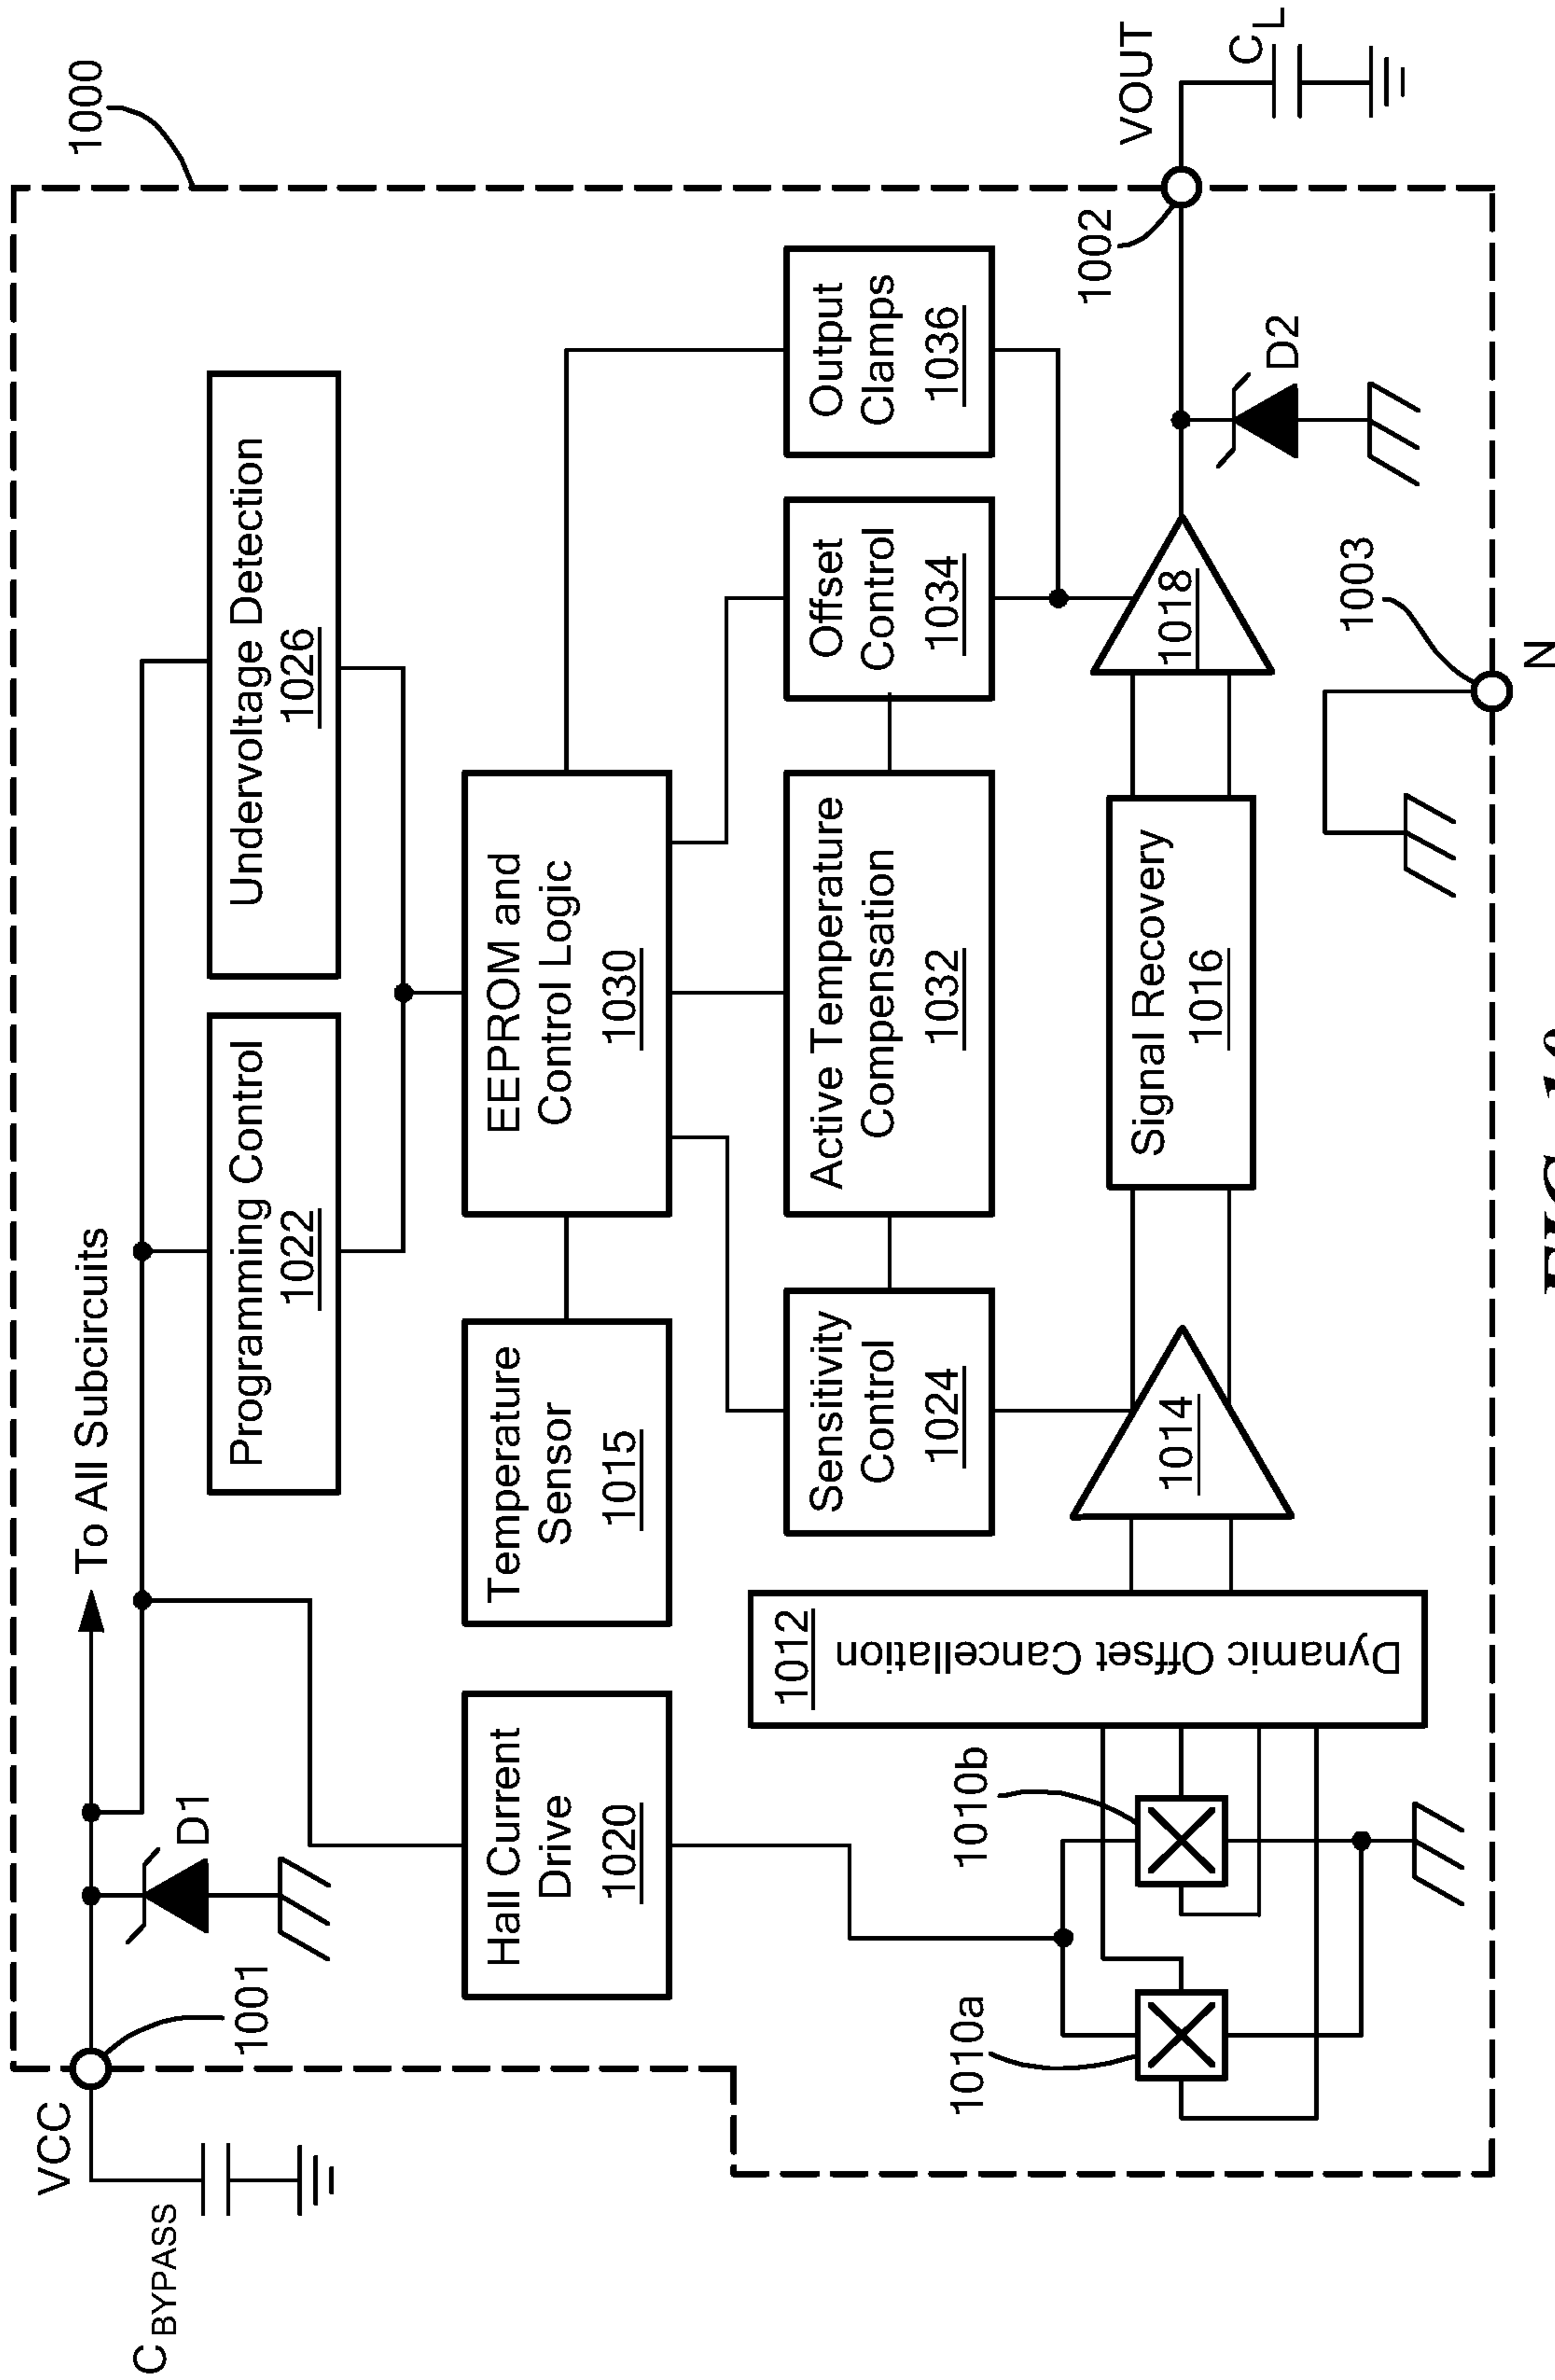 1000
VCC
C BYPASS
1001
D1
To All Subcircuits
Programming Control
1022
Undervoltage Detection
1026
Hall Current
Drive
1020
Temperature
Sensor
1015
EEPROM and
Control Logic
1030
Sensitivity
Control
1024
Active Temperature
Compensation
1032
Offset
Control
1034
Output
Clamps
1036
1010a
1010b
1012
Dynamic Offset Cancellation
1014
Signal Recovery
1016
1018
1002
VOUT
C L
D2
1003
N